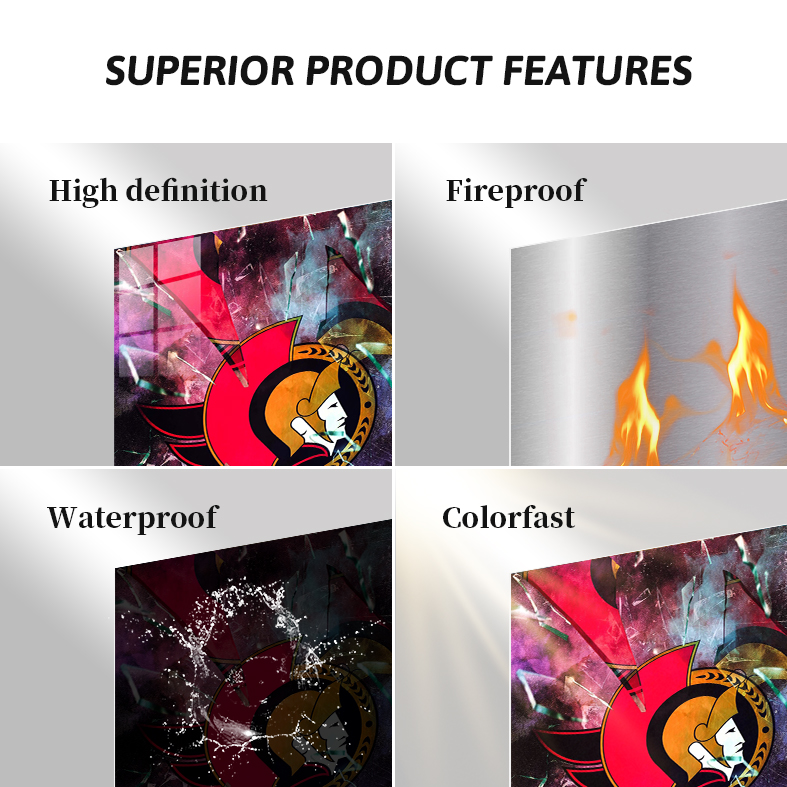 SUPERIOR PRODUCT FEATURES
High definition
Fireproof
Waterproof
Colorfast